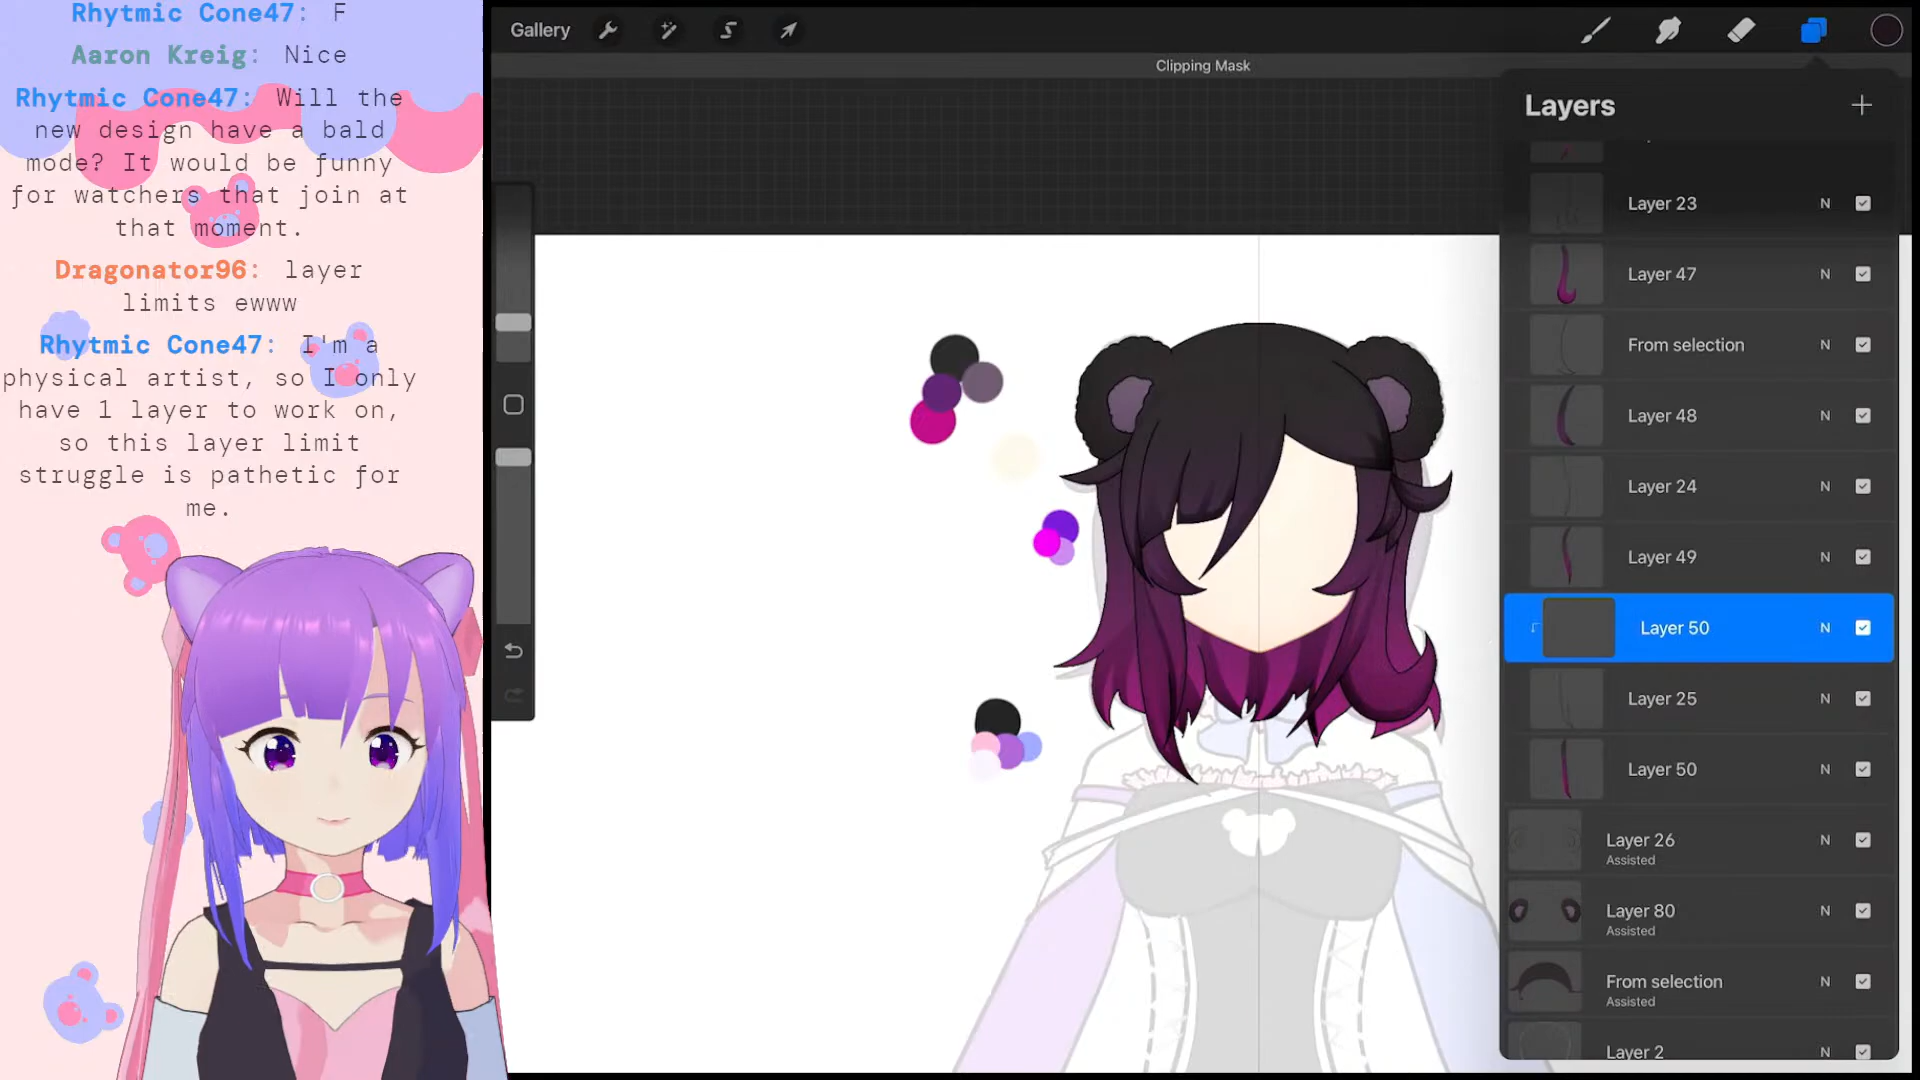 Rhytmic Cone47: F
Aaron Kreig: Nice
Rhytmic Cone47: Will the
new design have a bald
mode? It would be funny
for watchers that join at
that moment.
Dragonator96: layer
limits ewww
Rhytmic Cone47: I'm a
physical artist, so I only
have 1 layer to work on,
so this layer limit
struggle is pathetic for
me.
Gallery
Clipping Mask
Layers
Layer 23 N
Layer 47 N
From selection N
Layer 48 N
Layer 24 N
Layer 49 N
Layer 50 N
Layer 25 N
Layer 50 N
Layer 26 N
Assisted
Layer 80 N
Assisted
From selection N
Assisted
Layer 2 N